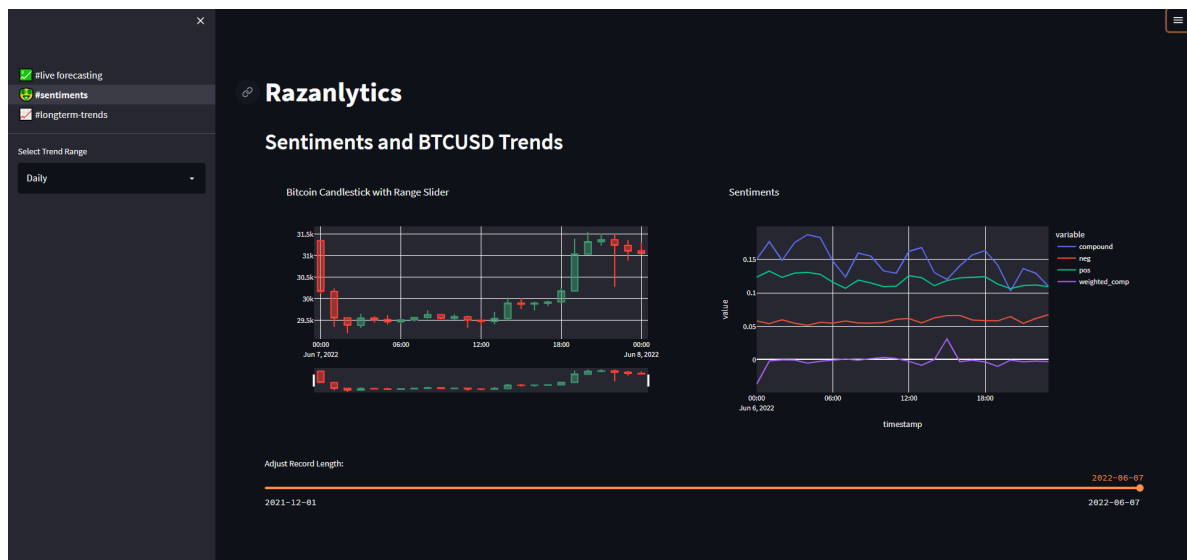 #live forecasting
#sentiments
#longterm-trends
Select Trend Range
Daily
Razanlytics
Sentiments and BTCUSD Trends
Bitcoin Candlestick with Range Slider
31.5k
31k
30.5k
30k
29.5k
00:00 06:00 12:00 18:00 00:00
Jun 7, 2022 Jun 8, 2022
Sentiments
value
0.15
0.1
0.05
0
00:00 06:00 12:00 18:00
Jun 6, 2022
timestamp
variable
compound
neg
pos
weighted_comp
Adjust Record Length:
2022-06-07
2021-12-01 2022-06-07